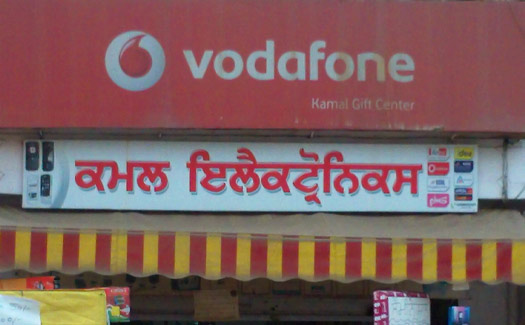 vodafone
Kamal Gift Center
ਕਮਲ ਇਲੈਕਟ੍ਰੋਨਿਕਸ